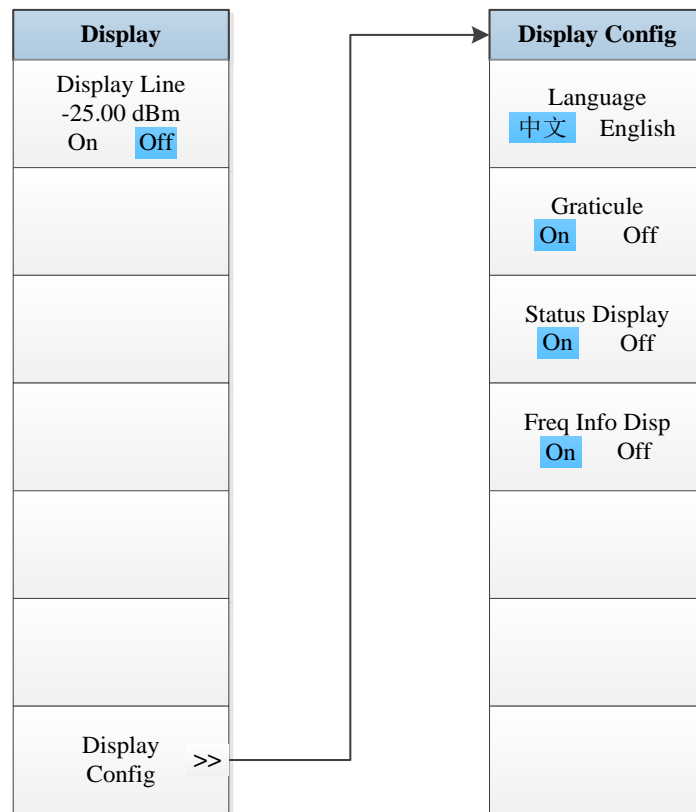 Display
Display Line
-25.00 dBm
On Off
Display
Config >>
Display Config
Language
中文 English
Graticule
On Off
Status Display
On Off
Freq Info Disp
On Off